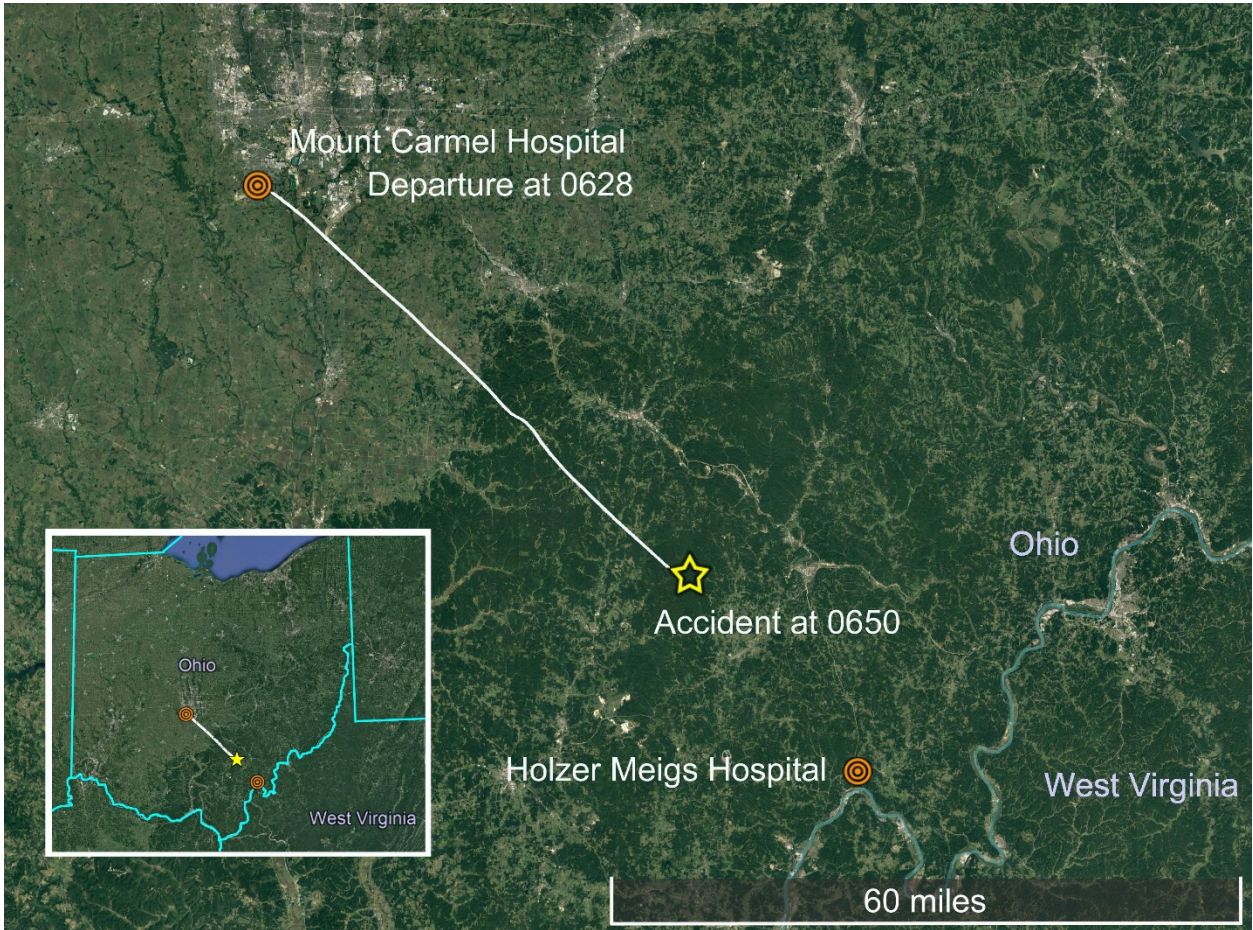 Mount Carmel Hospital
Departure at 0628
Ohio
Accident at 0650
Holzer Meigs Hospital
West Virginia
60 miles
Ohio
West Virginia